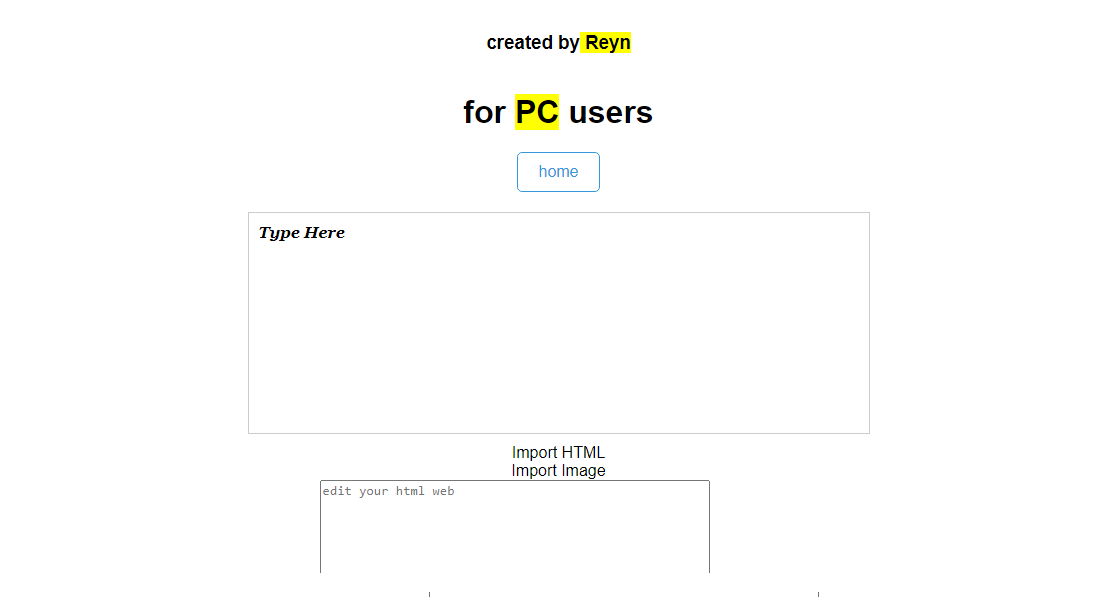 created by Reyn
for PC users
home
Type Here
Import HTML
Import Image
edit your html web